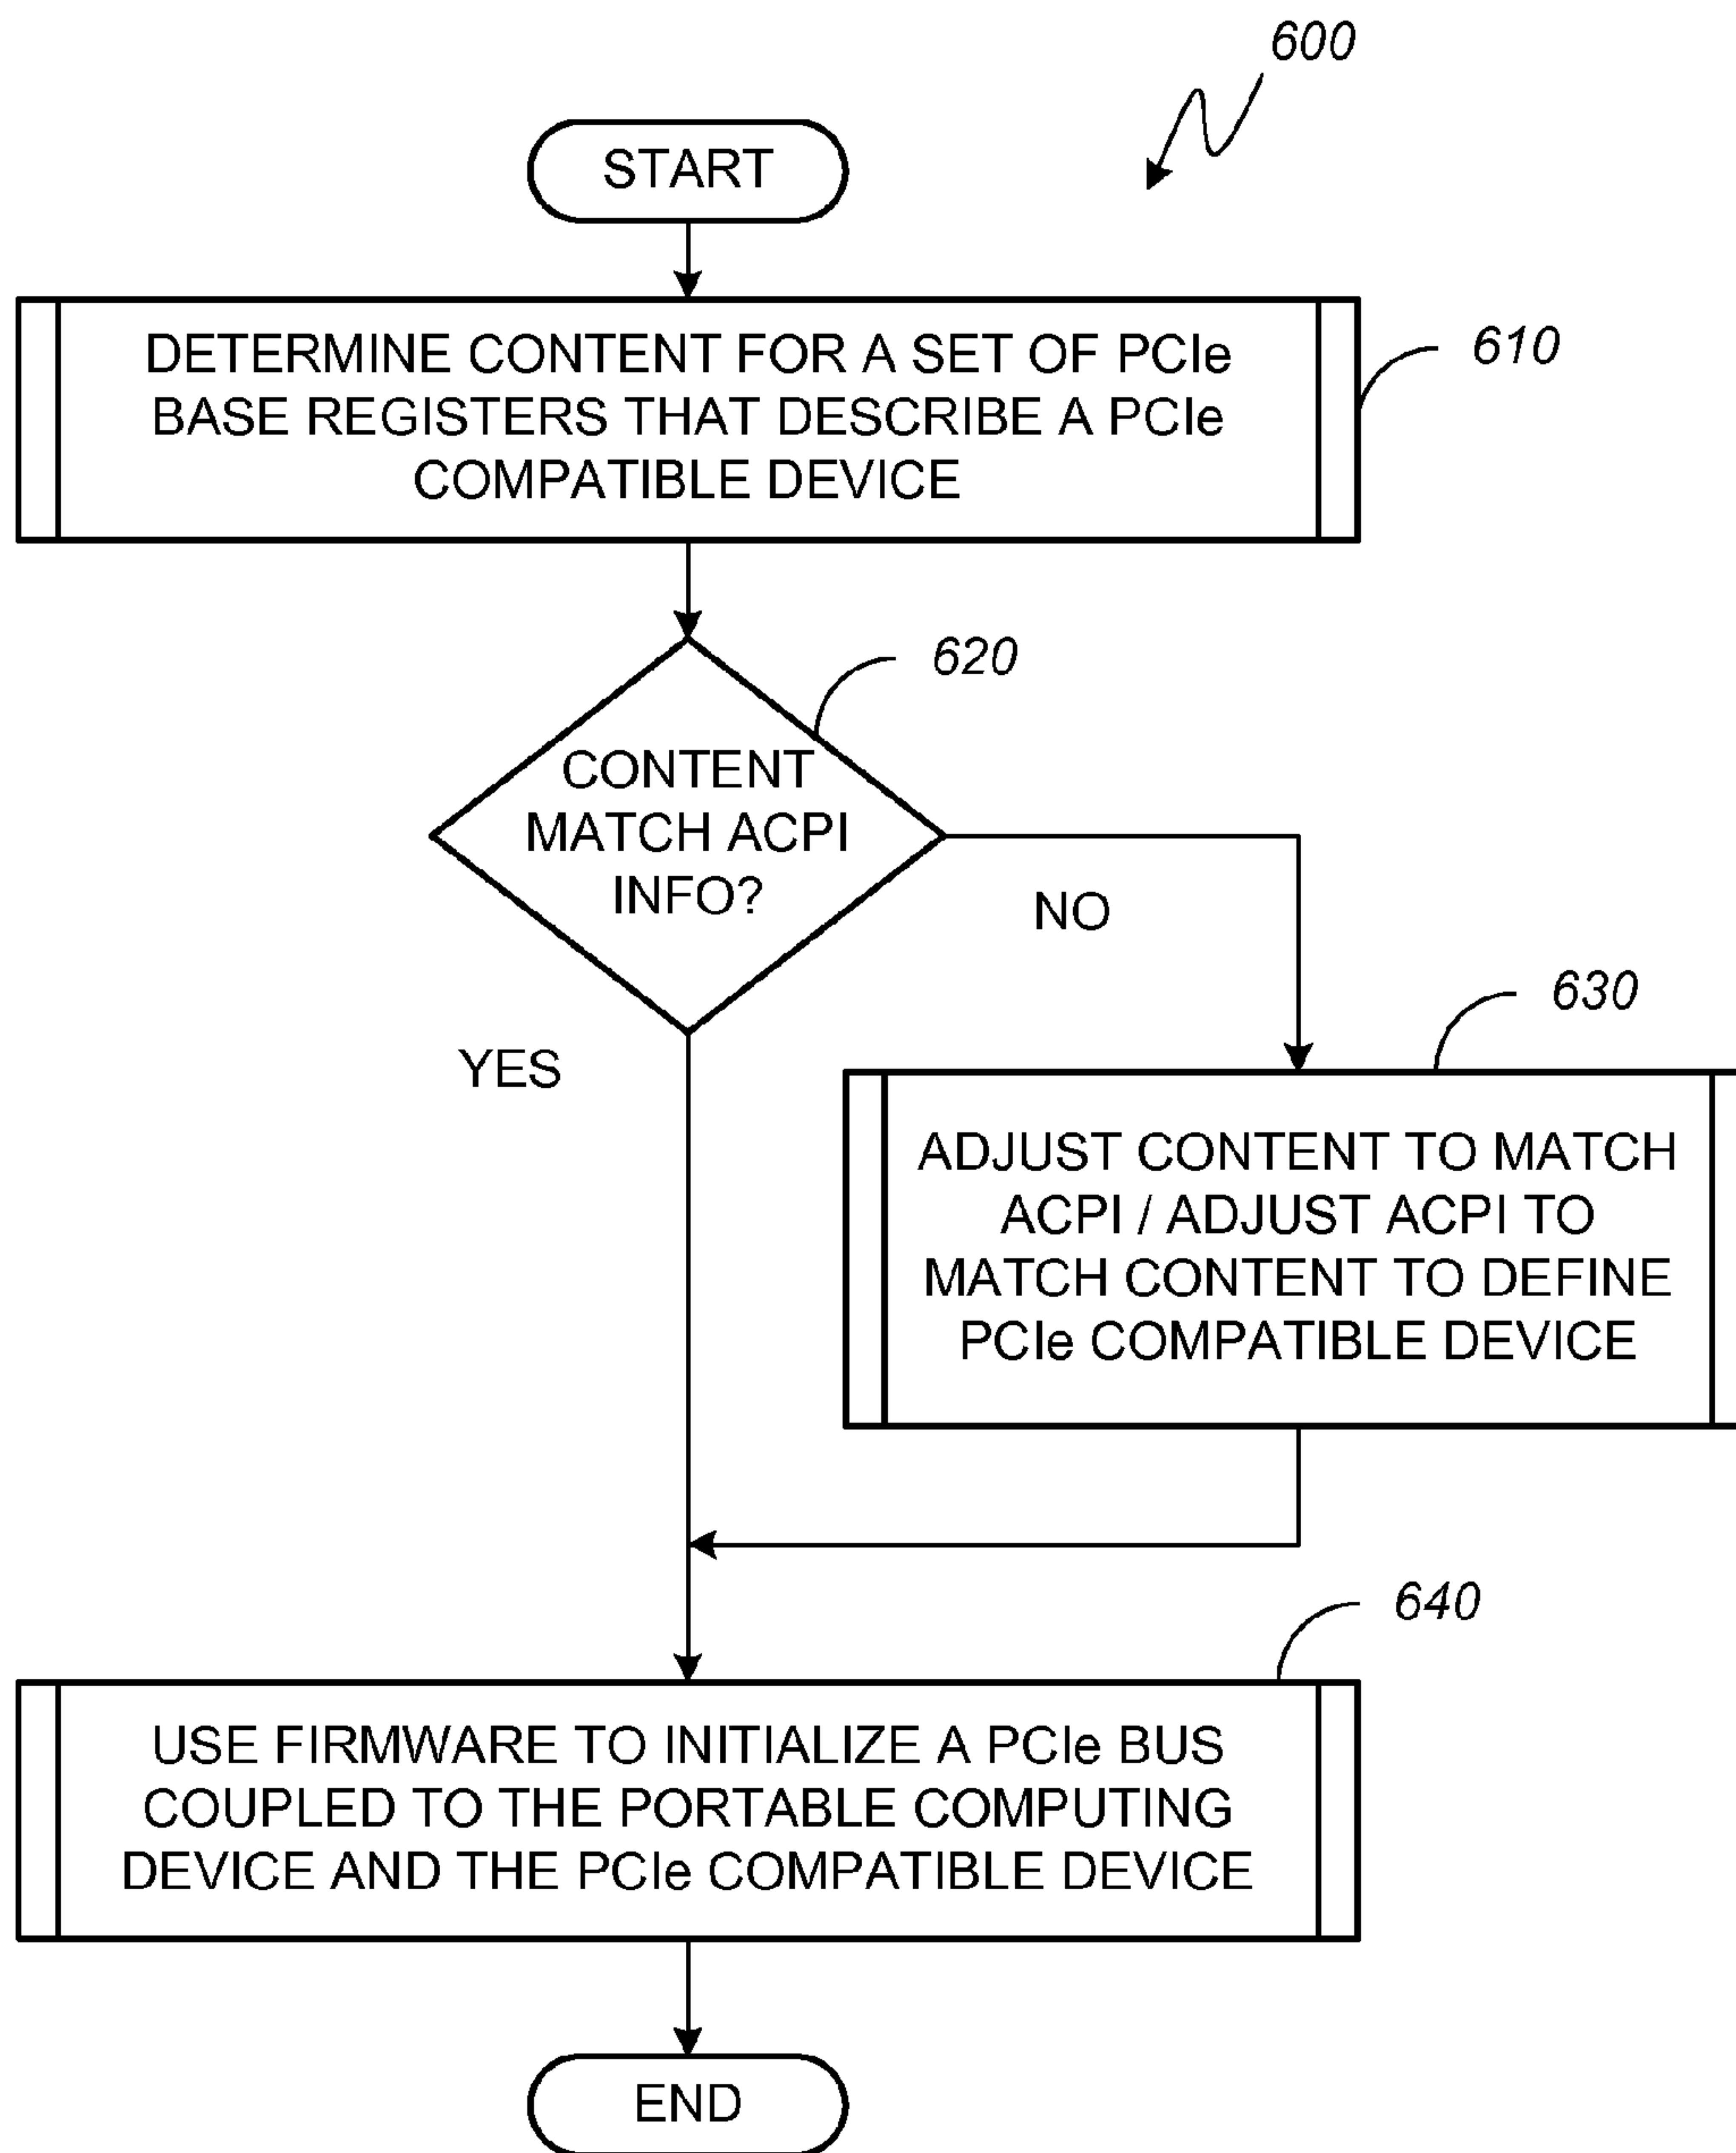 600
START
DETERMINE CONTENT FOR A SET OF PCIe
BASE REGISTERS THAT DESCRIBE A PCIe
COMPATIBLE DEVICE
610
620
CONTENT
MATCH ACPI
INFO?
NO
YES
630
ADJUST CONTENT TO MATCH
ACPI / ADJUST ACPI TO
MATCH CONTENT TO DEFINE
PCIe COMPATIBLE DEVICE
640
USE FIRMWARE TO INITIALIZE A PCIe BUS
COUPLED TO THE PORTABLE COMPUTING
DEVICE AND THE PCIe COMPATIBLE DEVICE
END